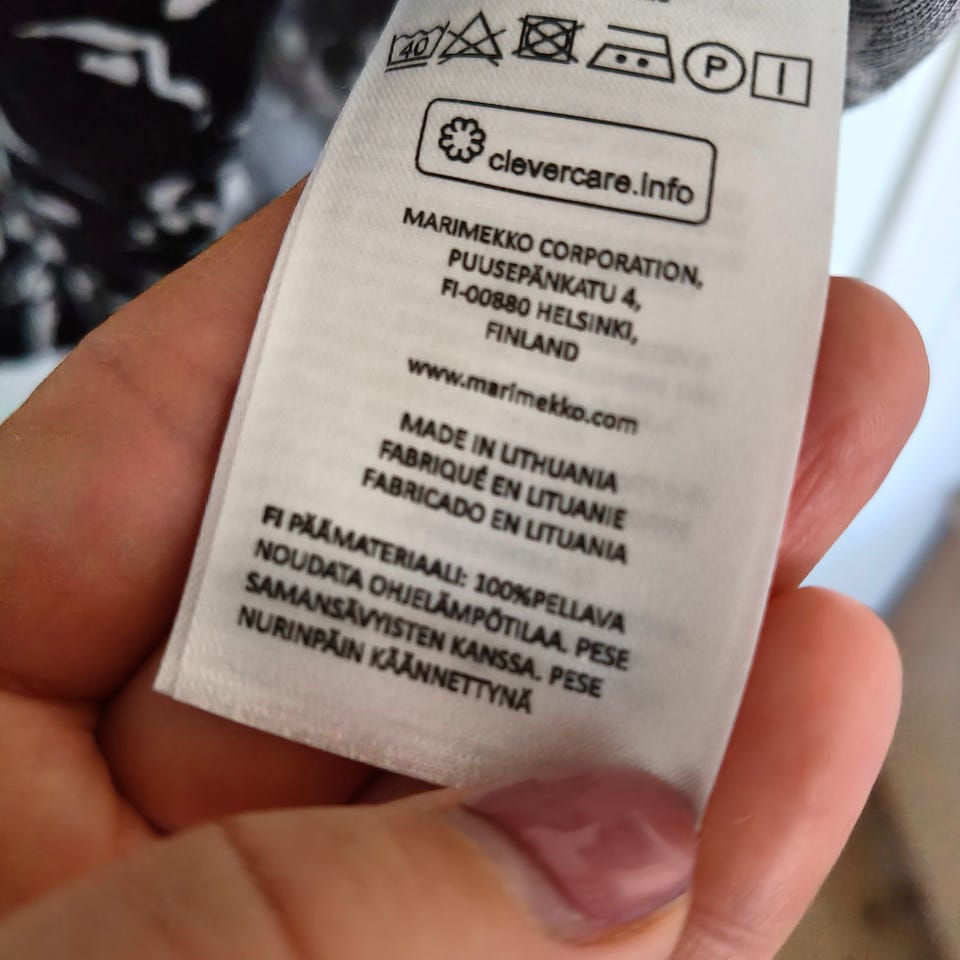 40
P
clevercare.info
MARIMEKKO CORPORATION,
PUUSEPÄNKATU 4,
FI-00880 HELSINKI,
FINLAND
www.marimekko.com
MADE IN LITHUANIA
FABRIQUÉ EN LITUANIE
FABRICADO EN LITUANIA
FI PÄÄMATERIAALI: 100%PELLAVA
NOUDATA OHJELÄMPÖTILAA. PESE
SAMANSÄVYISTEN KANSSA. PESE
NURINPÄIN KÄÄNNETTYNÄ